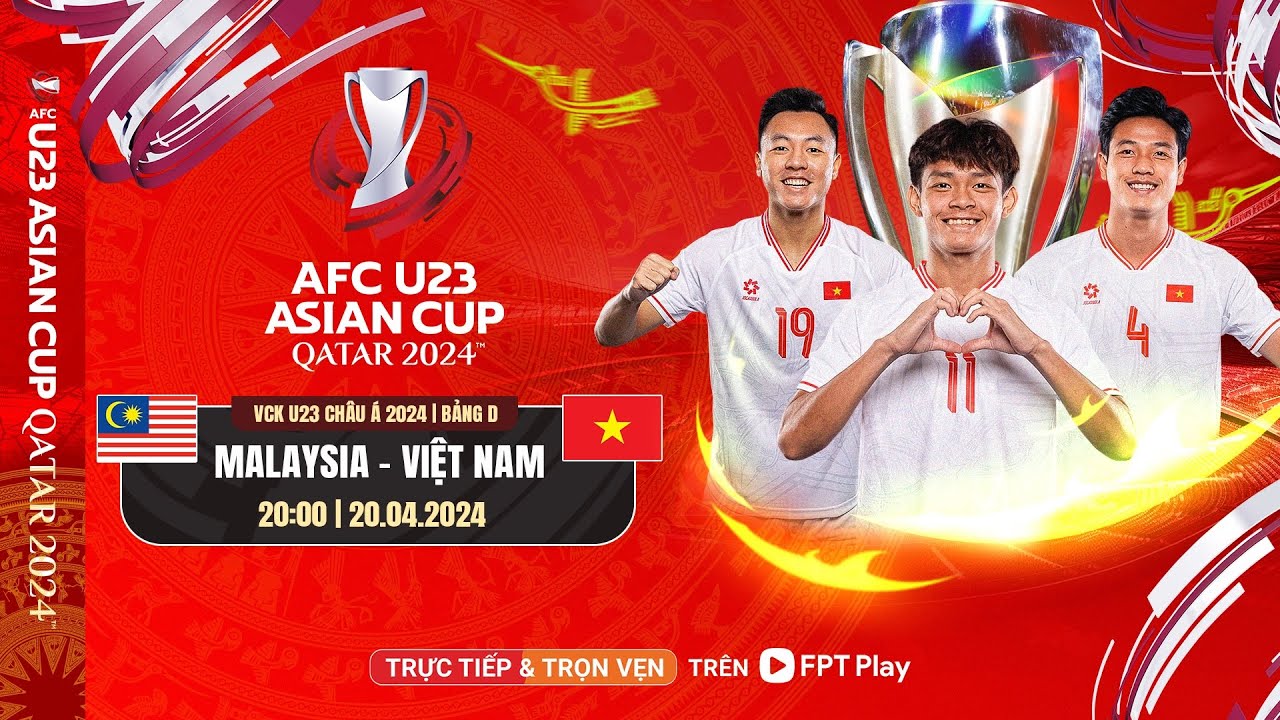 AFC
U23 ASIAN CUP
QATAR 2024™
AFC U23
ASIAN CUP
QATAR 2024™
VCK U23 CHÂU Á 2024 | BẢNG D
MALAYSIA - VIỆT NAM
20:00 | 20.04.2024
19
11
4
TRỰC TIẾP & TRỌN VẸN TRÊN FPT Play